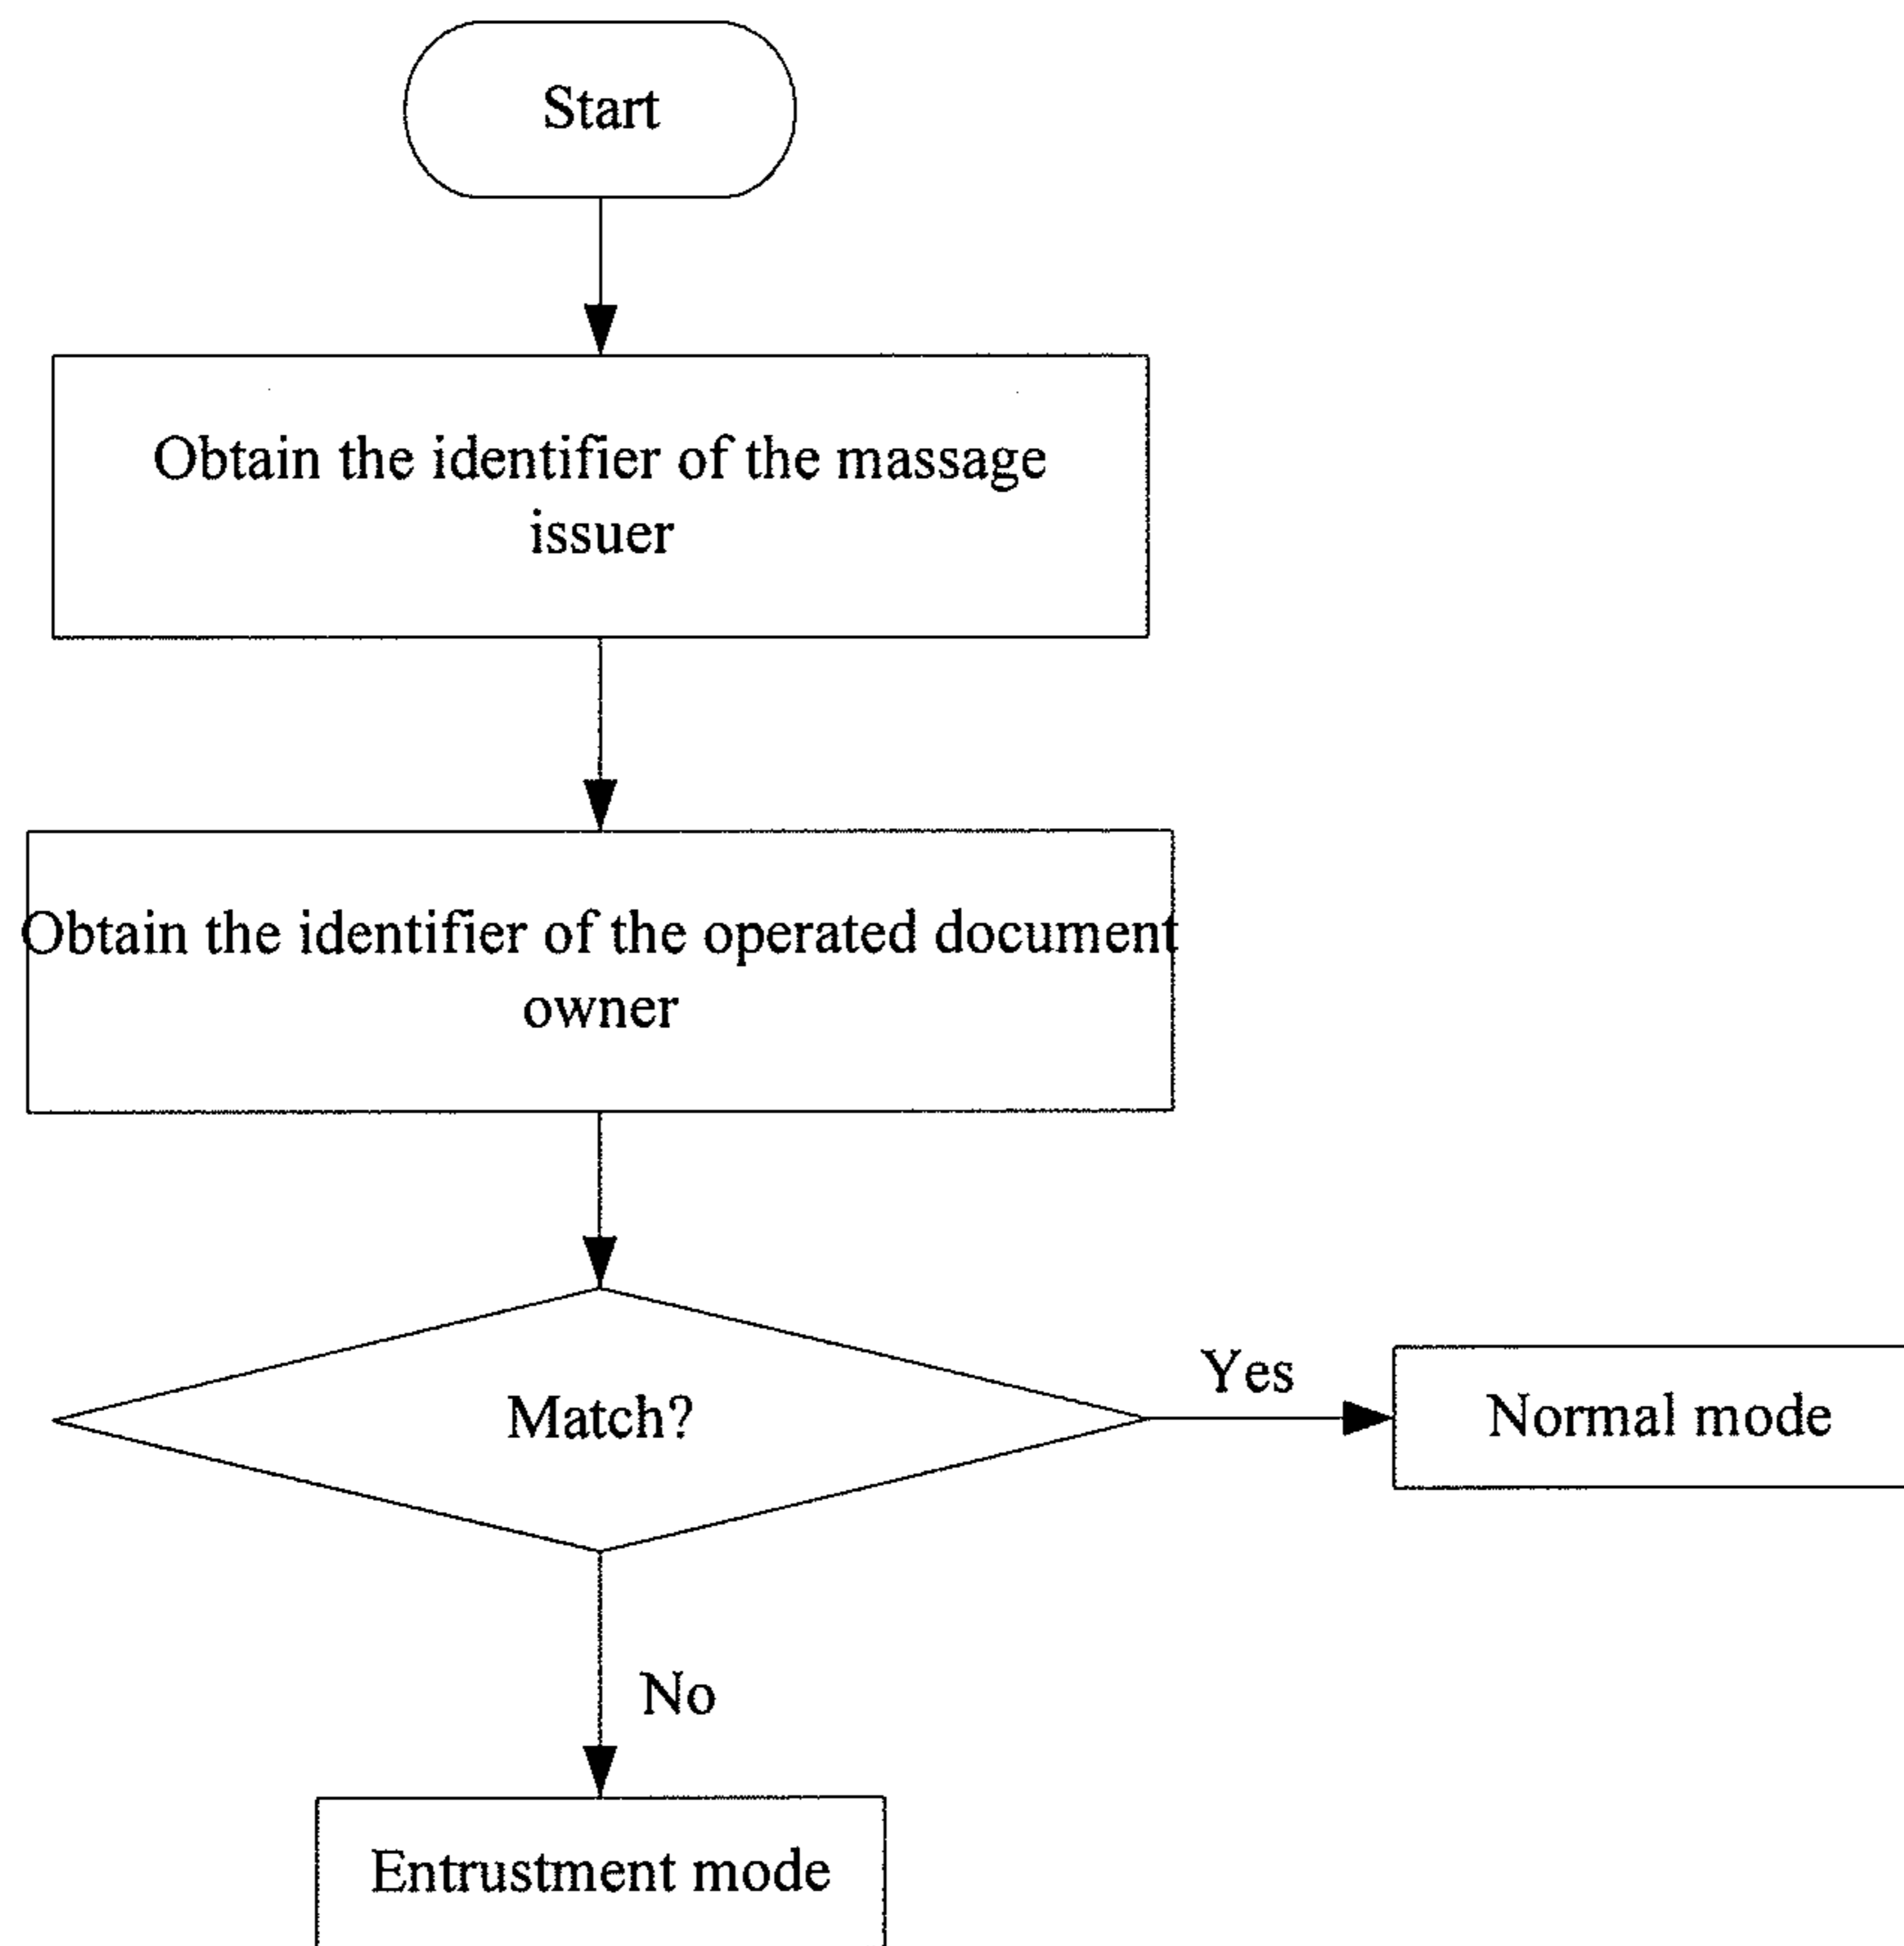 Start
Obtain the identifier of the massage
issuer
Obtain the identifier of the operated document
owner
Match?
Yes
Normal mode
No
Entrustment mode